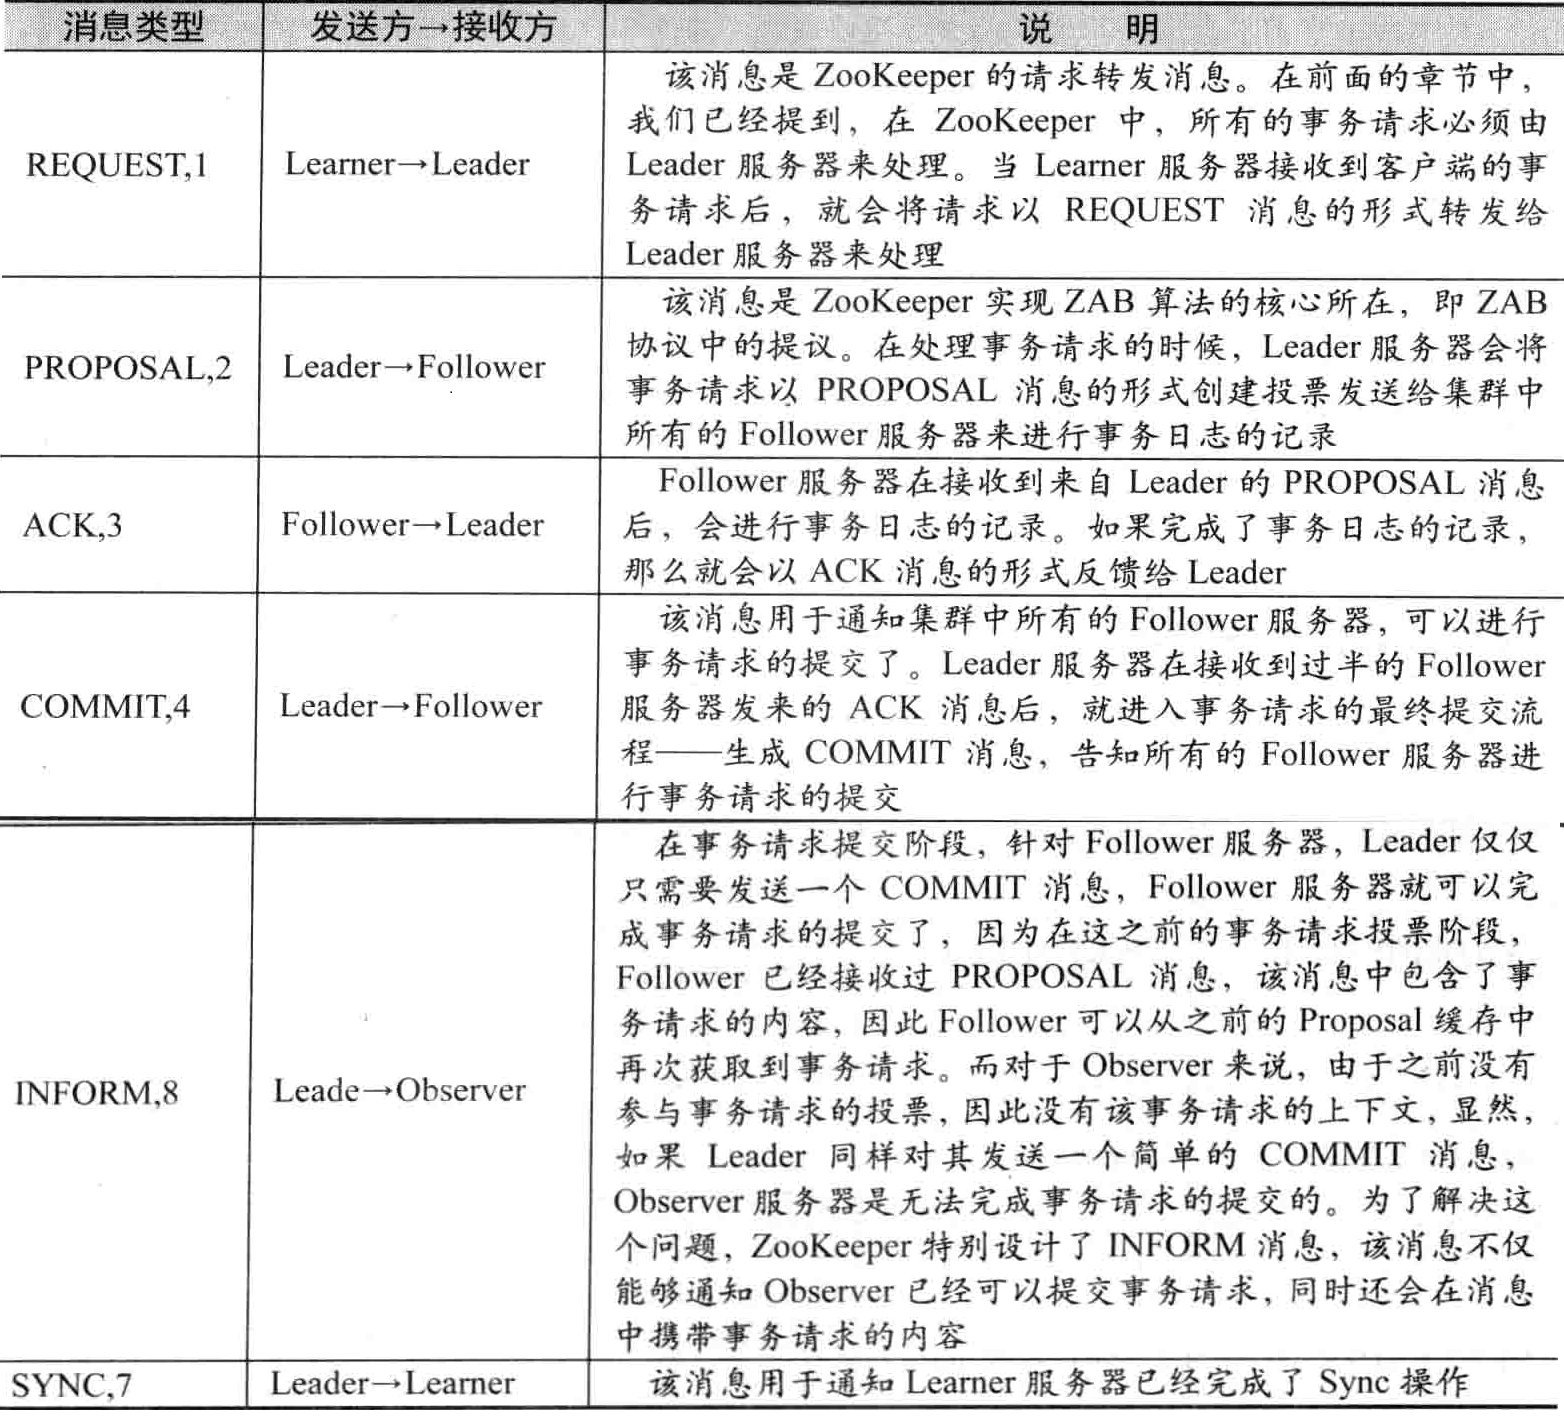 消息类型 发送方→接收方 说 明
REQUEST,1 Learner→Leader
该消息是 ZooKeeper 的请求转发消息。在前面的章节中，
我们已经提到，在 ZooKeeper 中，所有的事务请求必须由
Leader 服务器来处理。当 Learner 服务器接收到客户端的事
务请求后，就会将请求以 REQUEST 消息的形式转发给
Leader 服务器来处理
PROPOSAL,2 Leader→Follower
该消息是 ZooKeeper 实现 ZAB 算法的核心所在，即 ZAB
协议中的提议。在处理事务请求的时候，Leader 服务器会将
事务请求以 PROPOSAL 消息的形式创建投票发送给集群中
所有的 Follower 服务器来进行事务日志的记录
ACK,3 Follower→Leader
Follower 服务器在接收到来自 Leader 的 PROPOSAL 消息
后，会进行事务日志的记录。如果完成了事务日志的记录，
那么就会以 ACK 消息的形式反馈给 Leader
COMMIT,4 Leader→Follower
该消息用于通知集群中所有的 Follower 服务器，可以进行
事务请求的提交了。Leader 服务器在接收到过半的 Follower
服务器发来的 ACK 消息后，就进入事务请求的最终提交流
程——生成 COMMIT 消息，告知所有的 Follower 服务器进
行事务请求的提交
INFORM,8 Leade→Observer
在事务请求提交阶段，针对 Follower 服务器，Leader 仅仅
只需要发送一个 COMMIT 消息，Follower 服务器就可以完
成事务请求的提交了，因为在这之前的事务请求投票阶段，
Follower 已经接收过 PROPOSAL 消息，该消息中包含了事
务请求的内容，因此 Follower 可以从之前的 Proposal 缓存中
再次获取到事务请求。而对于 Observer 来说，由于之前没有
参与事务请求的投票，因此没有该事务请求的上下文，显然，
如果 Leader 同样对其发送一个简单的 COMMIT 消息，
Observer 服务器是无法完成事务请求的提交的。为了解决这
个问题，ZooKeeper 特别设计了 INFORM 消息，该消息不仅
能够通知 Observer 已经可以提交事务请求，同时还会在消息
中携带事务请求的内容
SYNC,7 Leader→Learner
该消息用于通知 Learner 服务器已经完成了 Sync 操作